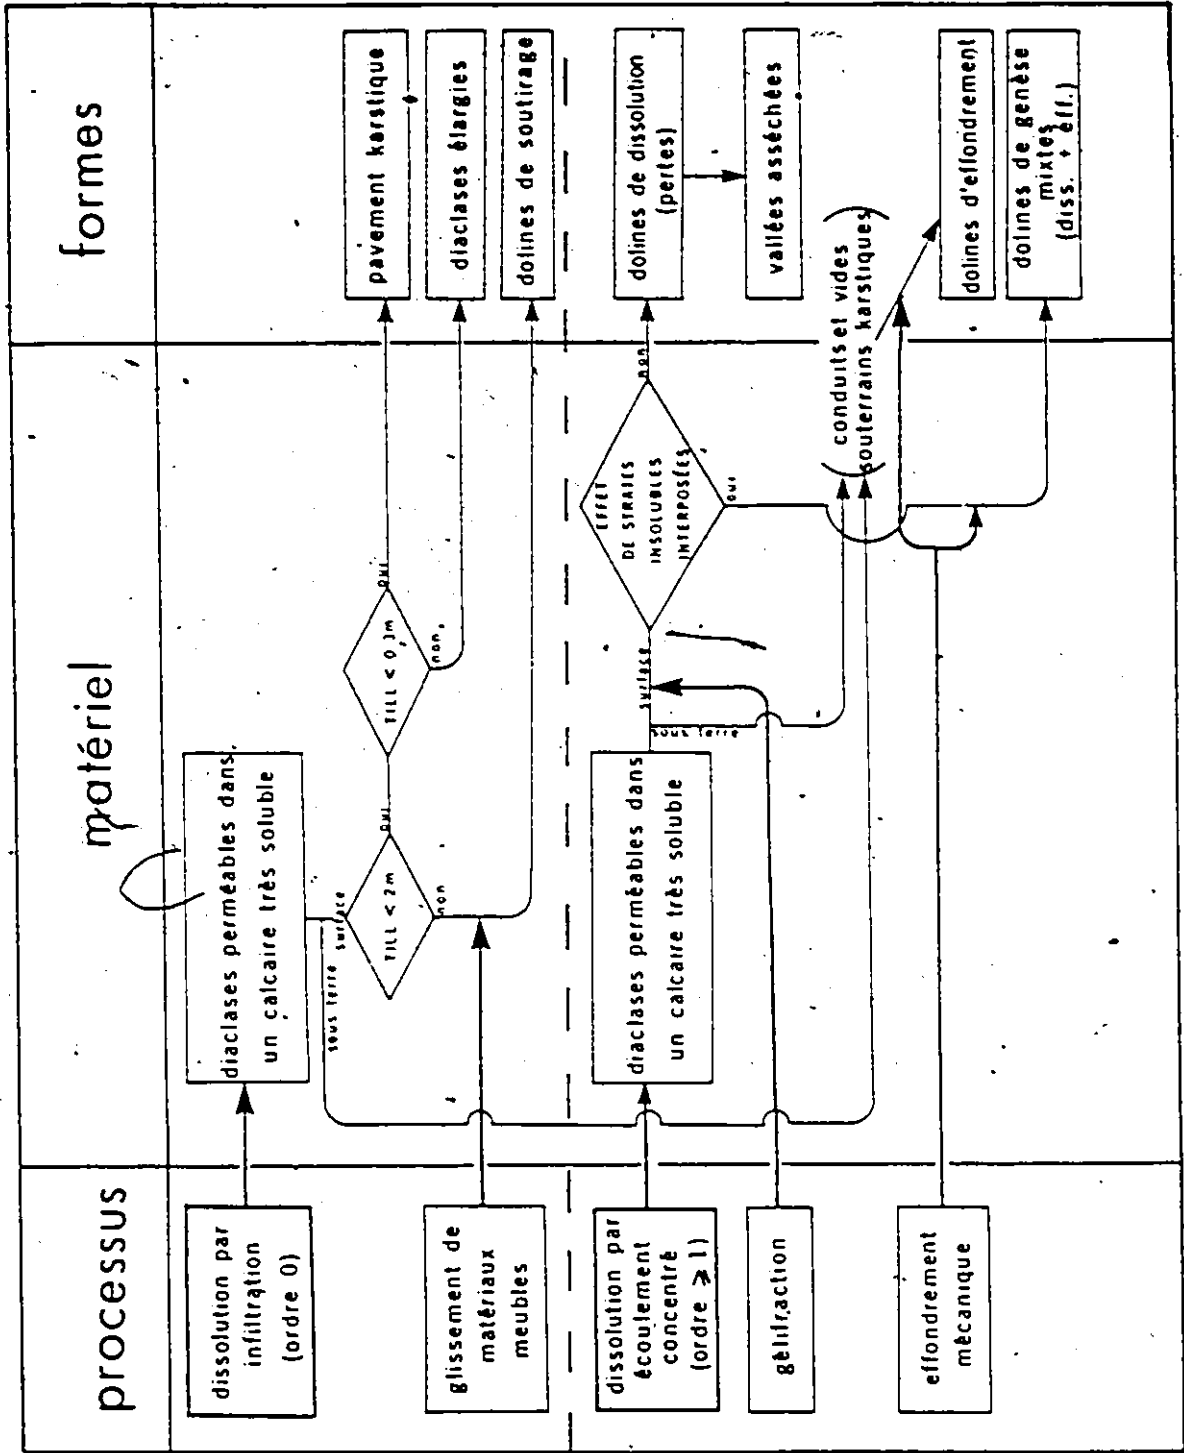 processus
matériel
formes
dissolution par
infiltration
(ordre 0)
diaclases perméables dans
un calcaire très soluble
sous terre
surface
TILL < 2m
oui
non
TILL < 0,3m
oui
non
pavement karstique
diaclases élargies
dolines de soutirage
glissement de
matériaux
meubles
dissolution par
écoulement
concentré
(ordre ⩾ 1)
diaclases perméables dans
un calcaire très soluble
surface
sous terre
EFFET
DE STRATES
INSOLUBLES
INTERPOSÉES
non
oui
dolines de dissolution
(pertes)
vallées asséchées
gélifraction
(conduits et vides)
(souterrains karstiques)
effondrement
mécanique
dolines d'effondrement
dolines de genèse
mixtes
(diss. + eff.)